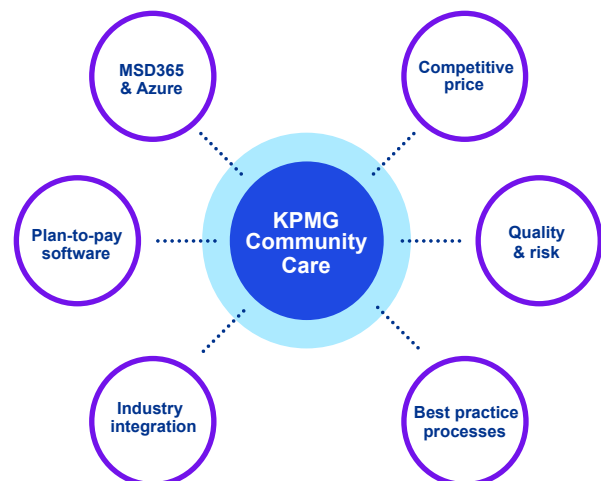 MSD365
& Azure
Competitive
price
KPMG
Community
Care
Plan-to-pay
software
Quality
& risk
Industry
integration
Best practice
processes